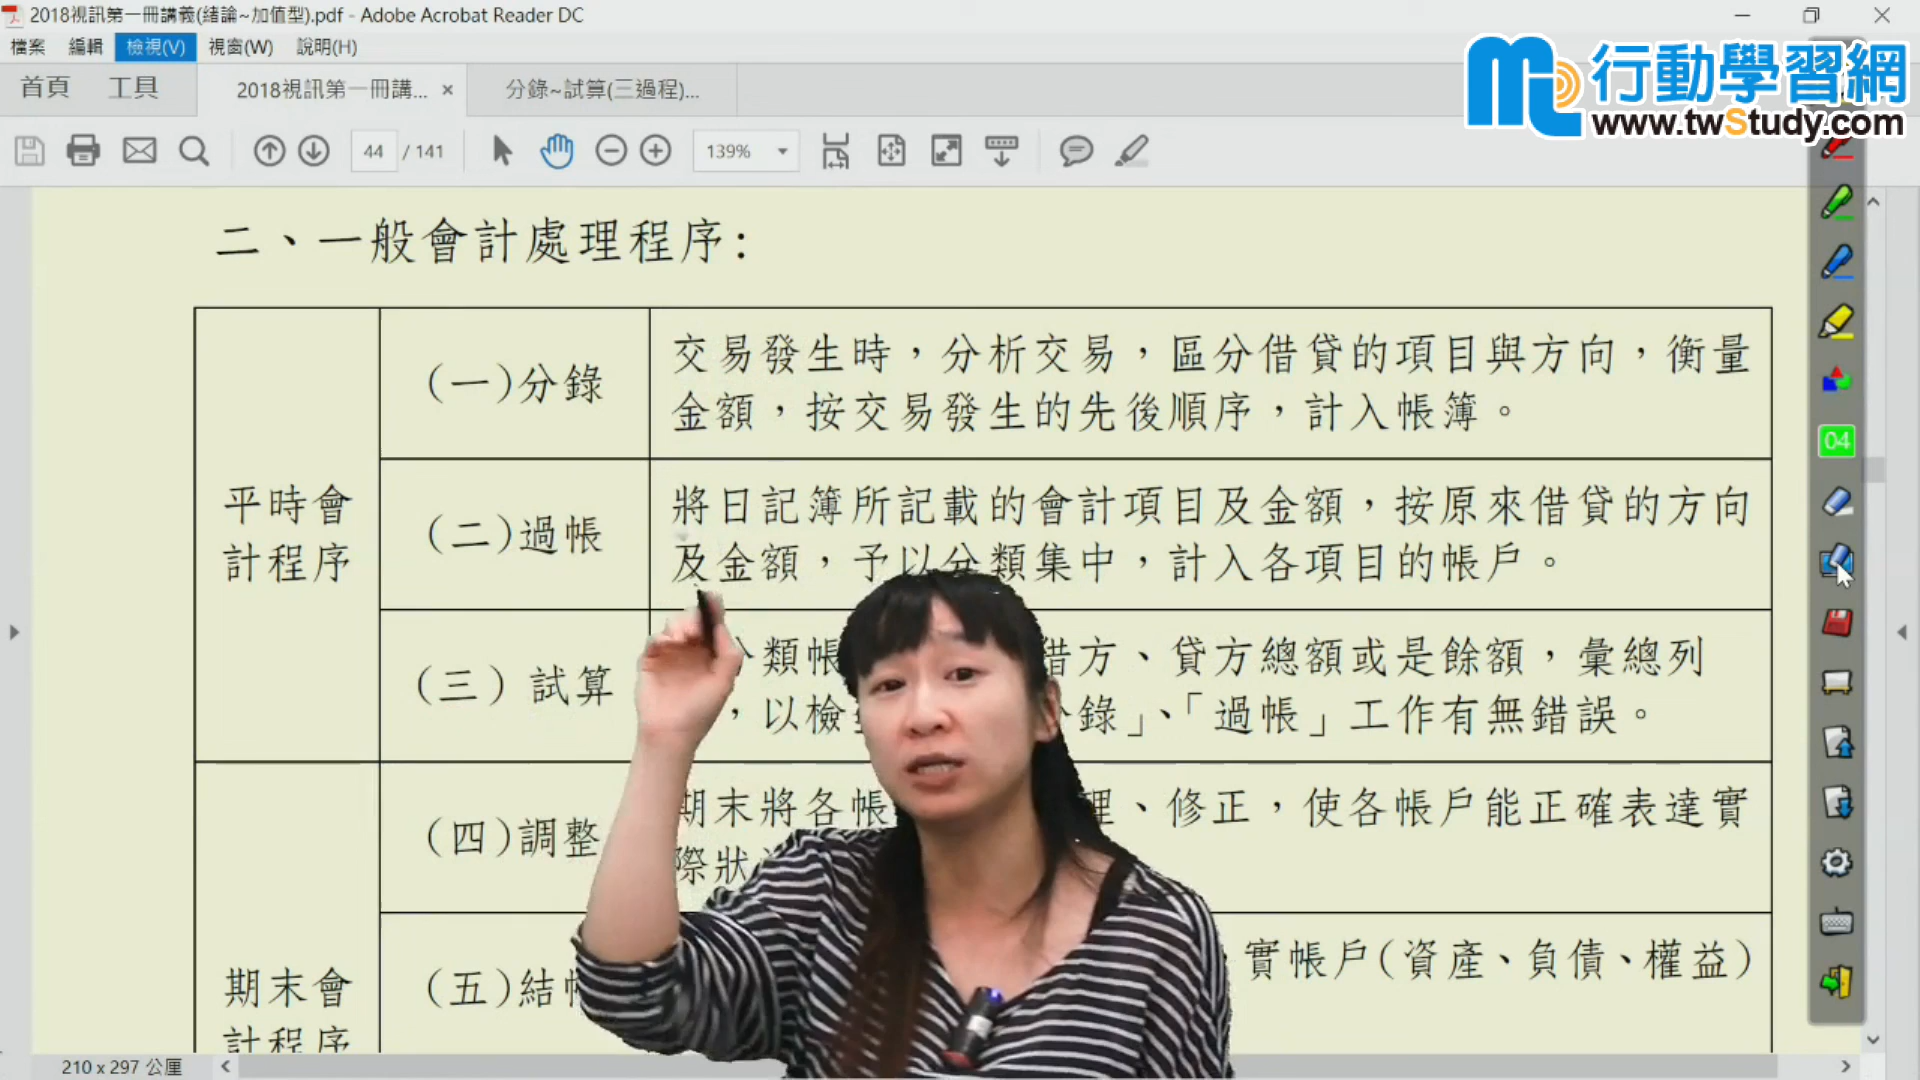 2018視訊第一冊講義(緒論~加值型).pdf - Adobe Acrobat Reader DC
檔案 編輯 檢視(V) 視窗(W) 說明(H)
行動學習網
www.twStudy.com
首頁 工具 2018視訊第一冊講... × 分錄~試算(三過程)...
44 / 141 139%
二、一般會計處理程序:
平時會計程序
(一)分錄
交易發生時，分析交易，區分借貸的項目與方向，衡量
金額，按交易發生的先後順序，計入帳簿。
(二)過帳
將日記簿所記載的會計項目及金額，按原來借貸的方向
及金額，予以分類集中，計入各項目的帳戶。
(三)試算
類帳 借方、貸方總額或是餘額，彙總列
，以檢 錄」、「過帳」工作有無錯誤。
期末會計程序
(四)調整
期末將各帳 理、修正，使各帳戶能正確表達實
際狀
(五)結
實帳戶(資產、負債、權益)
04
210 x 297 公厘